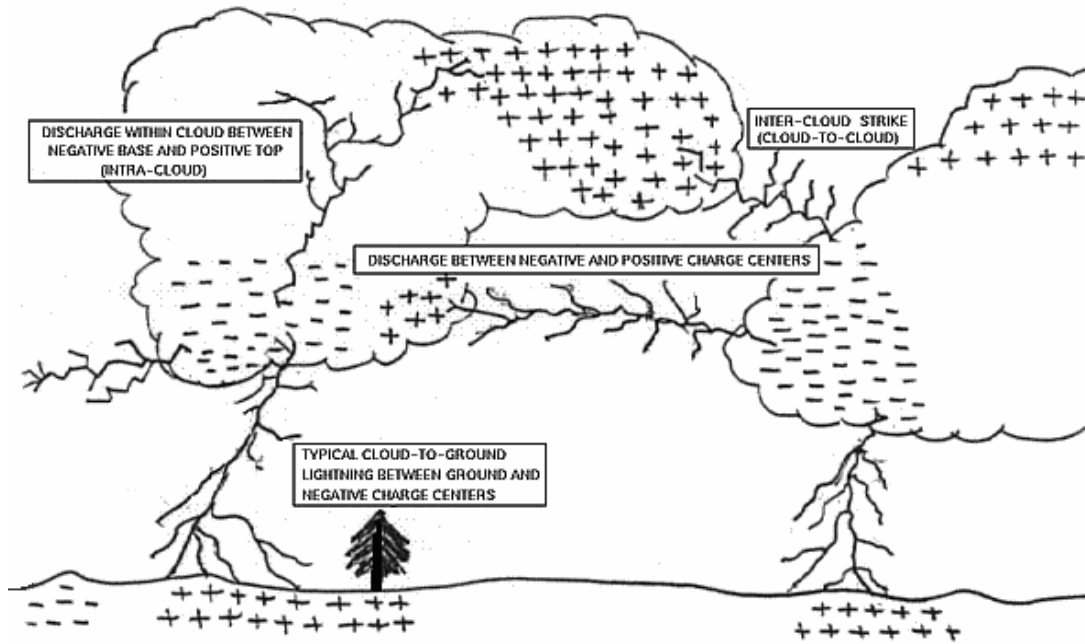 DISCHARGE WITHIN CLOUD BETWEEN
NEGATIVE BASE AND POSITIVE TOP
(INTRA-CLOUD)
INTER-CLOUD STRIKE
(CLOUD-TO-CLOUD)
DISCHARGE BETWEEN NEGATIVE AND POSITIVE CHARGE CENTERS
TYPICAL CLOUD-TO-GROUND
LIGHTNING BETWEEN GROUND AND
NEGATIVE CHARGE CENTERS